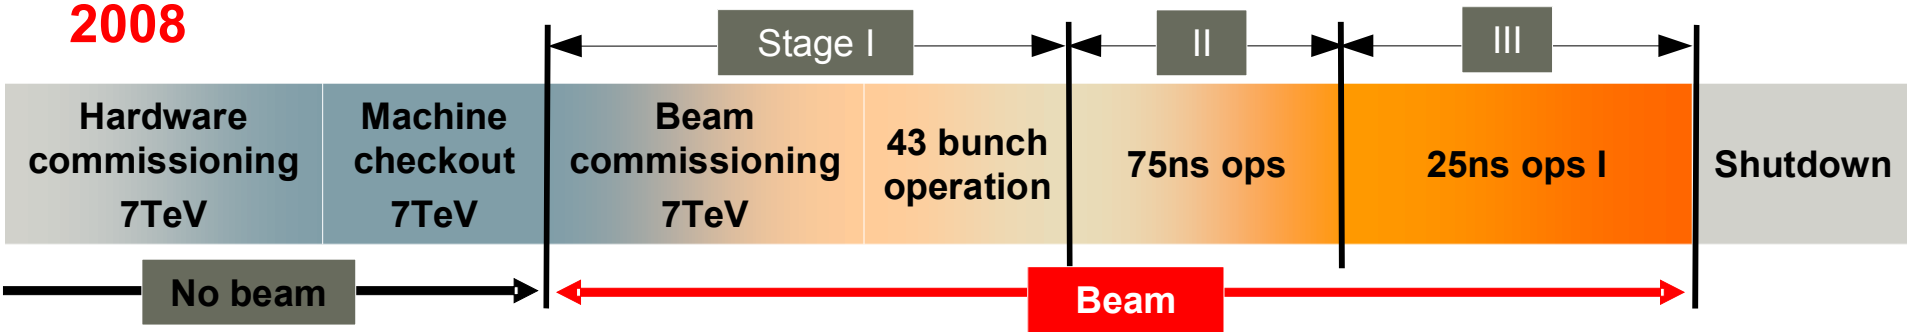 2008
Stage I
II
III
Hardware
commissioning
7TeV
Machine
checkout
7TeV
Beam
commissioning
7TeV
43 bunch
operation
75ns ops
25ns ops I
Shutdown
No beam
Beam